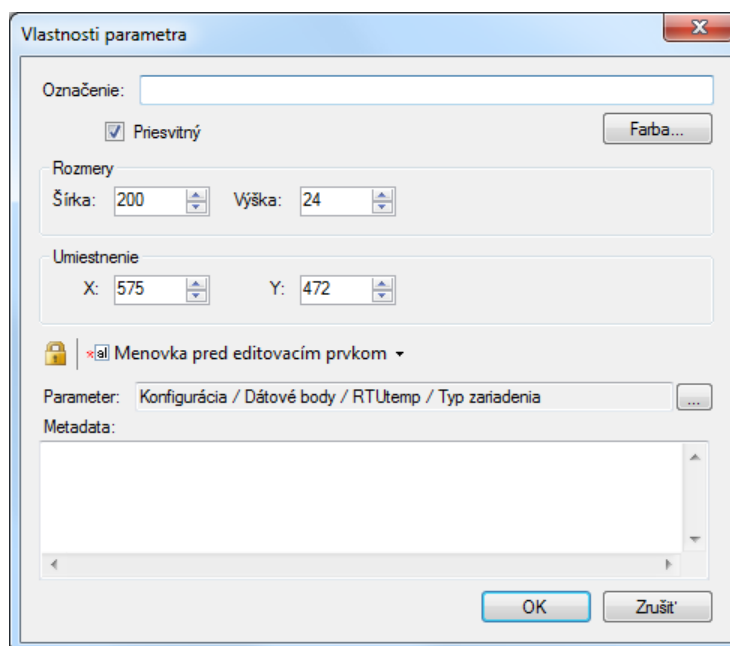 Vlastnosti parametra
Označenie:
Priesvitný
Farba...
Rozmery
Šírka: 200 Výška: 24
Umiestnenie
X: 575 Y: 472
al Menovka pred editovacím prvkom
Parameter: Konfigurácia / Dátové body / RTUtemp / Typ zariadenia ...
Metadata:
OK Zrušiť